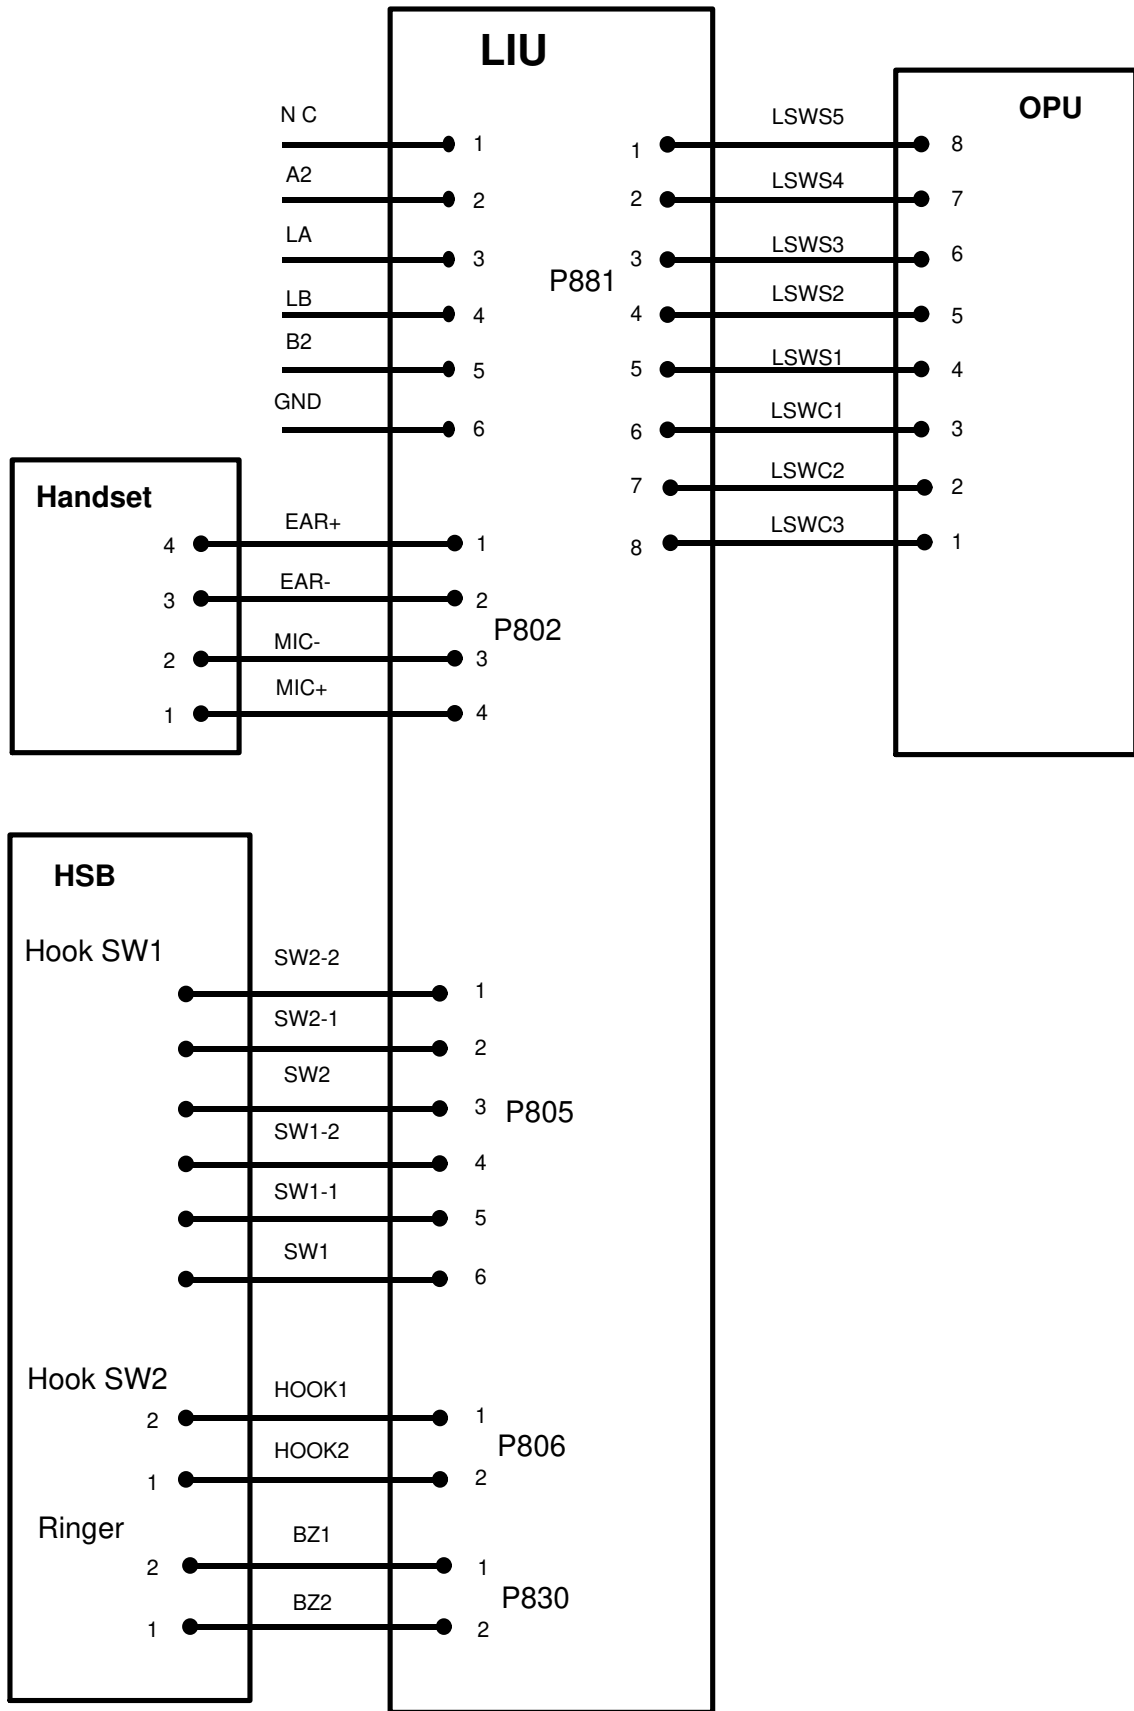 LIU
OPU
N C 1 1 LSWS5 8
A2 2 2 LSWS4 7
LA 3 3 LSWS3 6
P881
LB 4 4 LSWS2 5
B2 5 5 LSWS1 4
GND 6 6 LSWC1 3
7 LSWC2 2
8 LSWC3 1
Handset
4 EAR+ 1
3 EAR- 2
P802
2 MIC- 3
1 MIC+ 4
HSB
Hook SW1
SW2-2 1
SW2-1 2
SW2 3 P805
SW1-2 4
SW1-1 5
SW1 6
Hook SW2
2 HOOK1 1
P806
1 HOOK2 2
Ringer
2 BZ1 1
P830
1 BZ2 2